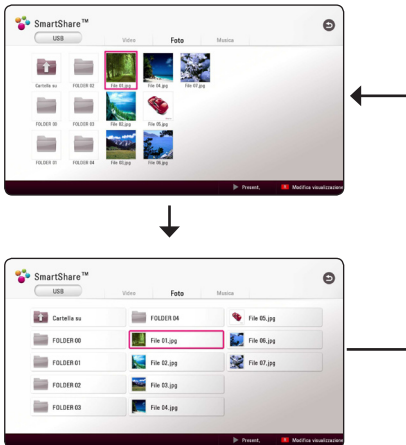 SmartShare™
USB
Video Foto Musica
Cartella su FOLDER 02 File 01.jpg File 04.jpg File 07.jpg
FOLDER 00 FOLDER 03 File 02.jpg File 05.jpg
FOLDER 01 FOLDER 04 File 03.jpg File 06.jpg
Present. Modifica visualizzazione
SmartShare™
USB
Video Foto Musica
Cartella su FOLDER 04 File 05.jpg
FOLDER 00 File 01.jpg File 06.jpg
FOLDER 01 File 02.jpg File 07.jpg
FOLDER 02 File 03.jpg
FOLDER 03 File 04.jpg
Present. Modifica visualizzazione